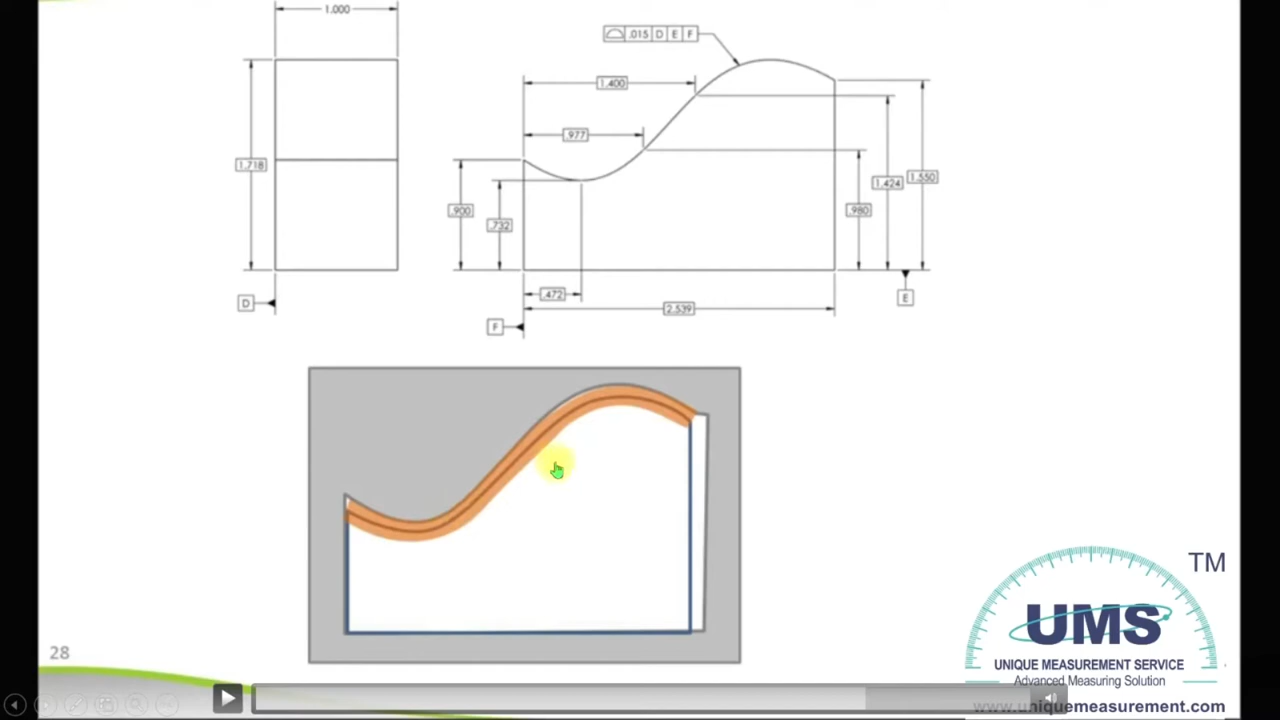 1.000
1.718
D
⌓ .015 D E F
1.400
.977
.900
.732
.472
2.539
F
.980
1.424
1.550
E
28
TM
UMS
UNIQUE MEASUREMENT SERVICE
Advanced Measuring Solution
www.uniquemeasurement.com